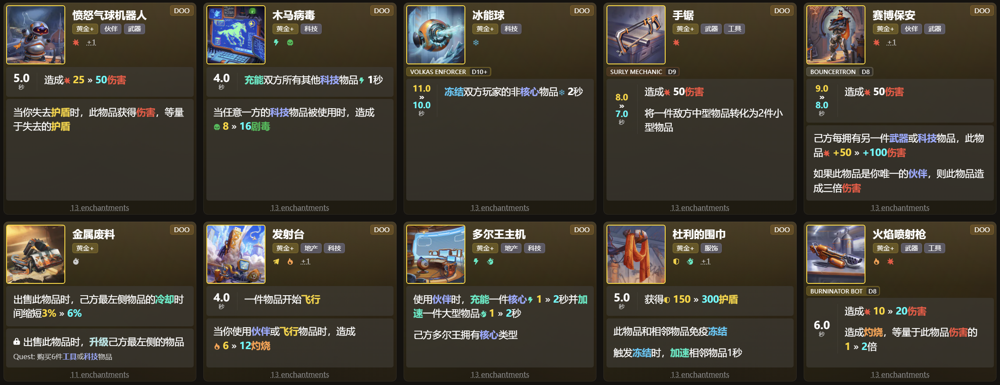 愤怒气球机器人
DOO
黄金+ 伙伴 武器
+1
5.0
秒
造成 25 » 50伤害
当你失去护盾时，此物品获得伤害，等量
于失去的护盾
13 enchantments
木马病毒
DOO
黄金+ 科技
4.0
秒
充能双方所有其他科技物品 1秒
当任意一方的科技物品被使用时，造成
8 » 16剧毒
13 enchantments
冰能球
DOO
黄金+ 科技
VOLKAS ENFORCER D10+
11.0
»
10.0
秒
冻结双方玩家的非核心物品 2秒
13 enchantments
手锯
DOO
黄金+ 武器 工具
SURLY MECHANIC D9
8.0
»
7.0
秒
造成 50伤害
将一件敌方中型物品转化为2件小
型物品
13 enchantments
赛博保安
DOO
黄金+ 伙伴 武器
+1
BOUNCERTRON D8
9.0
»
8.0
秒
造成 50伤害
己方每拥有另一件武器或科技物品，此物
品 +50 » +100伤害
如果此物品是你唯一的伙伴，则此物品造
成三倍伤害
13 enchantments
金属废料
DOO
黄金+
出售此物品时，己方最左侧物品的冷却时
间缩短3% » 6%
出售此物品时，升级己方最左侧的物品
Quest: 购买6件工具或科技物品
11 enchantments
发射台
DOO
黄金+ 地产 科技
+1
4.0
秒
一件物品开始飞行
当你使用伙伴或飞行物品时，造成
6 » 12灼烧
13 enchantments
多尔王主机
DOO
黄金+ 地产 科技
使用伙伴时，充能一件核心 1 » 2秒并加
速一件大型物品 1 » 2秒
己方多尔王拥有核心类型
13 enchantments
杜利的围巾
DOO
黄金+ 服饰
+1
5.0
秒
获得 150 » 300护盾
此物品和相邻物品免疫冻结
触发冻结时，加速相邻物品1秒
13 enchantments
火焰喷射枪
DOO
黄金+ 武器 工具
BURNINATOR BOT D8
6.0
秒
造成 10 » 20伤害
造成灼烧，等量于此物品伤害的
1 » 2倍
13 enchantments